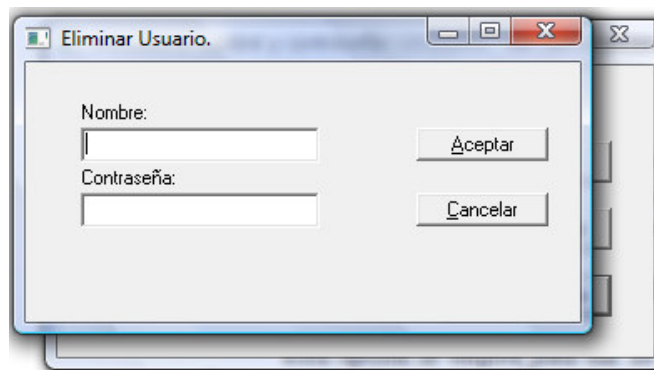 Eliminar Usuario.
Nombre:
Aceptar
Contraseña:
Cancelar